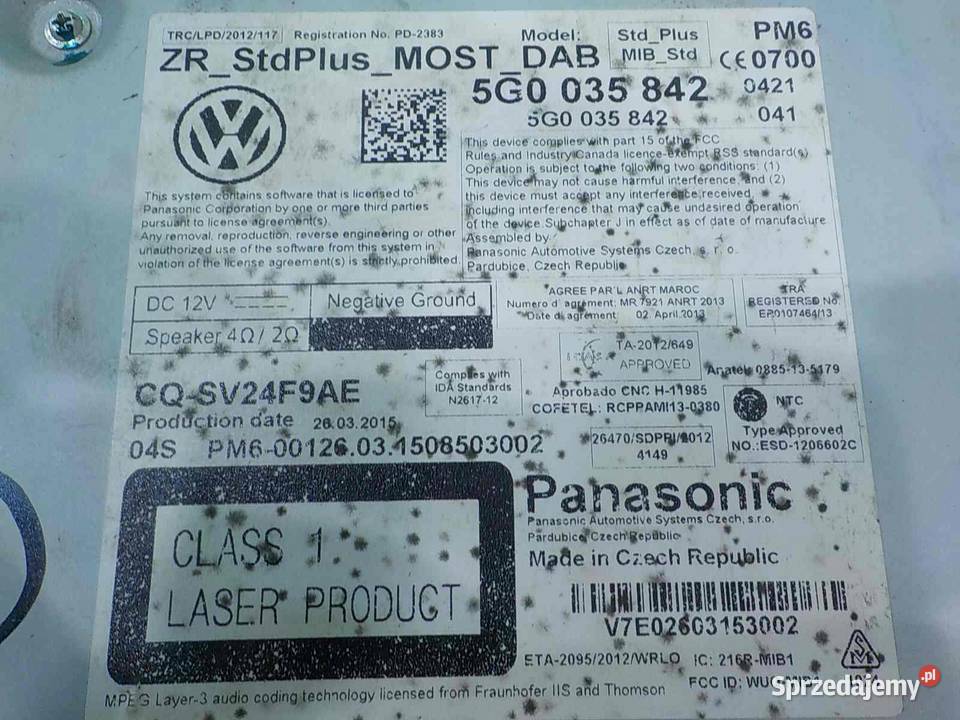 TRC/LPD/2012/117 Registration No. PD-2383 Model: Std_Plus PM6
MIB_Std
ZR_StdPlus_MOST_DAB CE0700
5G0 035 842 0421
5G0 035 842 041
This device complies with part 15 of the FCC
Rules and Industry Canada licence-exempt RSS standard(s)
Operation is subject to the following two conditions: (1)
This device may not cause harmful interference, and (2)
this device must accept any interference received,
including interference that may cause undesired operation
of the device. Subchapter J in effect as of date of manufacture
Assembled by
Panasonic Automotive Systems Czech, s. r. o.
Pardubice, Czech Republic
VW
This system contains software that is licensed to
Panasonic Corporation by one or more third parties
pursuant to license agreement(s).
Any removal, reproduction, reverse engineering or other
unauthorized use of the software from this system in
violation of the license agreement(s) is strictly prohibited.
DC 12V Negative Ground
Speaker 4Ω / 2Ω
AGREE PAR'L ANRT MAROC
Numero d agrement: MR 7921 ANRT 2013
Date d agrement: 02. April.2013
TRA
REGISTERED No
ER0107464/13
TA-2012/649
APPROVED
Anatel: 0885-13-5179
CQ-SV24F9AE
Production date 26.03.2015
04S PM6-00126.03.1508503002
Complies with
IDA Standards
N2617-12
Aprobado CNC H-11985
COFETEL: RCPPAMI13-0380
NTC
Type Approved
NO.:ESD-1206602C
26470/SDPPI/2012
4149
CLASS 1
LASER PRODUCT
Panasonic
Panasonic Automotive Systems Czech, s.r.o.
Pardubice, Czech Republic
Made in Czech Republic
V7E02603153002
ETA-2095/2012/WRLO IC: 216R-MIB1
FCC ID:
MPEG Layer-3 audio coding technology licensed from Fraunhofer IIS and Thomson
Sprzedajemy.pl